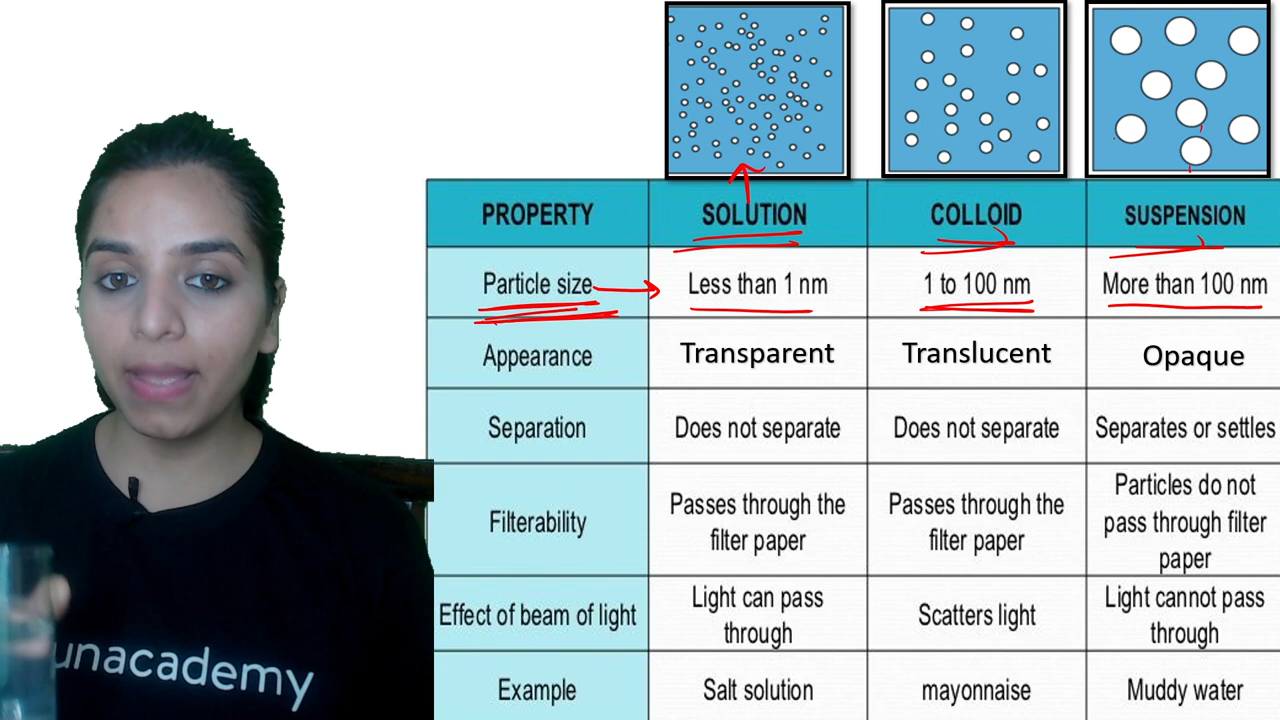 PROPERTY SOLUTION COLLOID SUSPENSION
Particle size Less than 1 nm 1 to 100 nm More than 100 nm
Appearance Transparent Translucent Opaque
Separation Does not separate Does not separate Separates or settles
Filterability
Passes through the
filter paper
Passes through the
filter paper
Particles do not
pass through filter
paper
Effect of beam of light
Light can pass
through
Scatters light
Light cannot pass
through
Example Salt solution mayonnaise Muddy water
unacademy